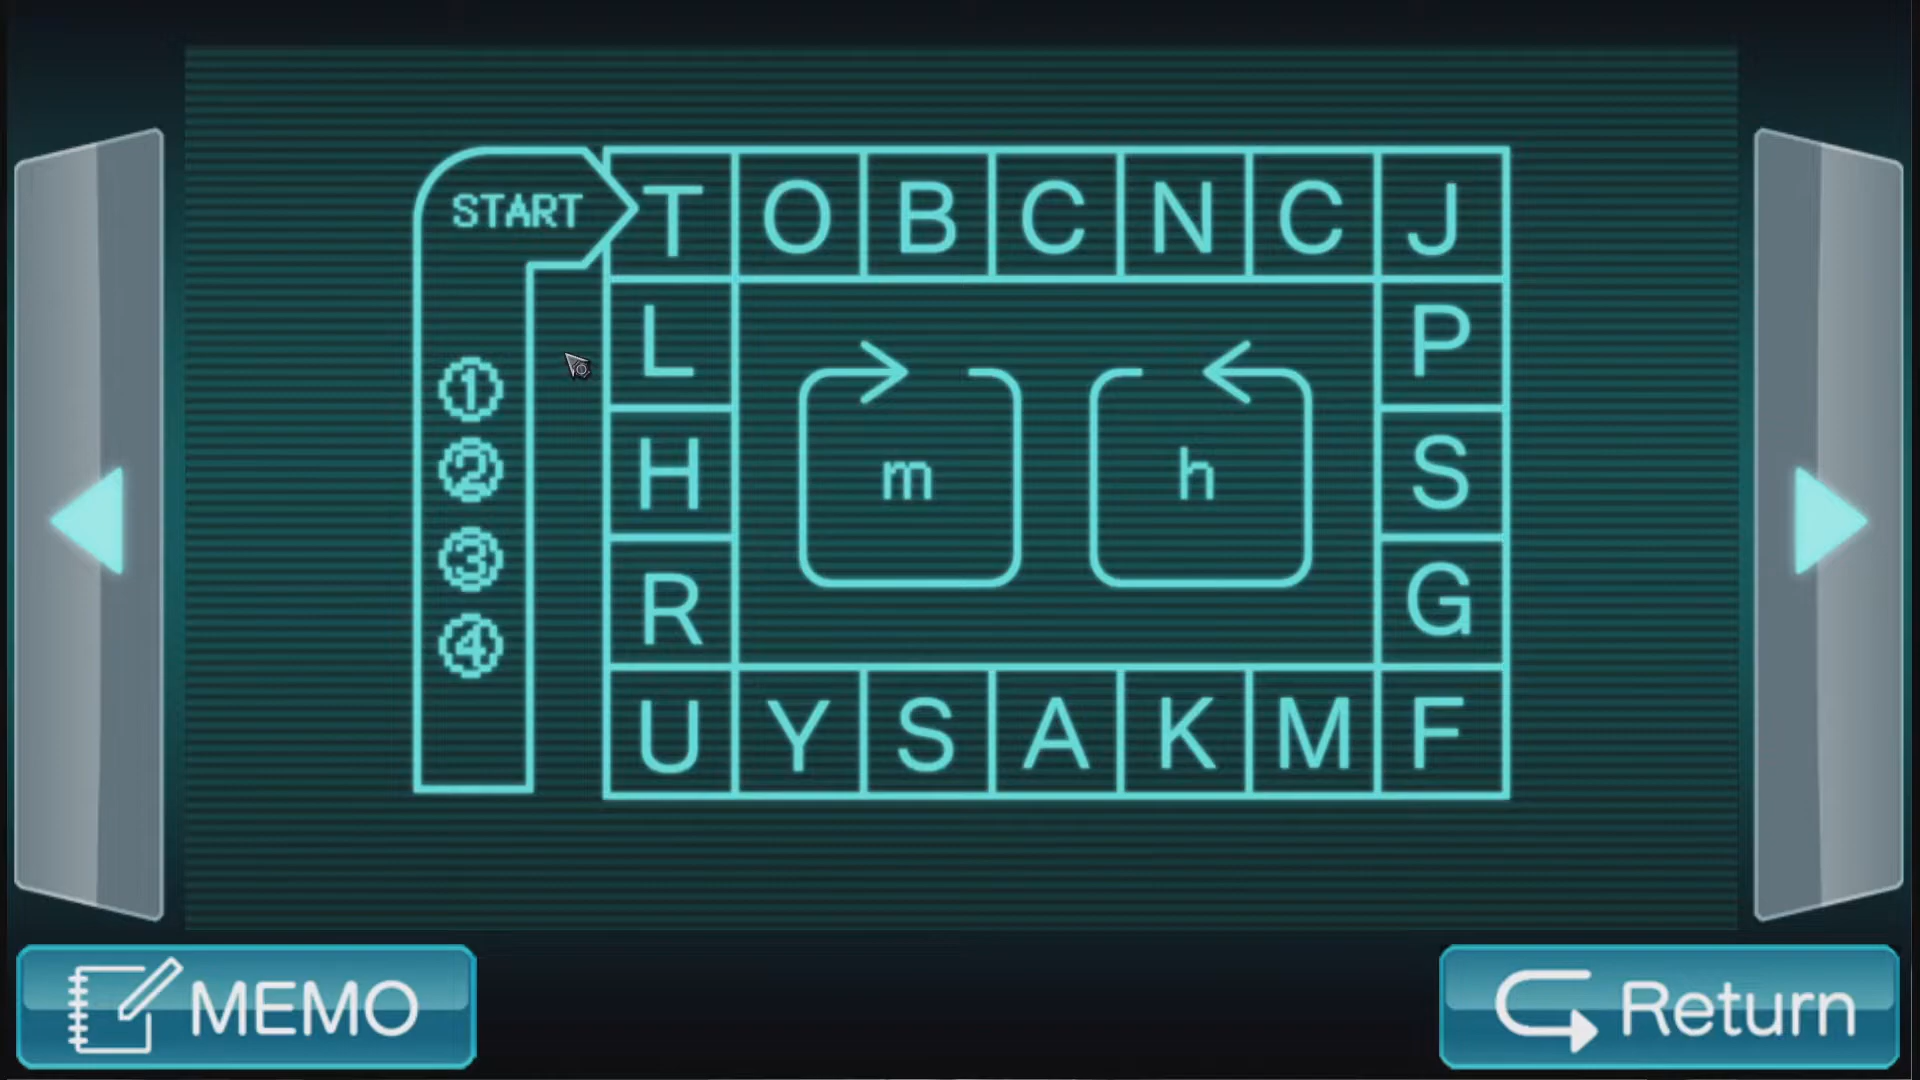 START T O B C N C J
L P
① m h
② H S
③ R G
④
U Y S A K M F
MEMO Return